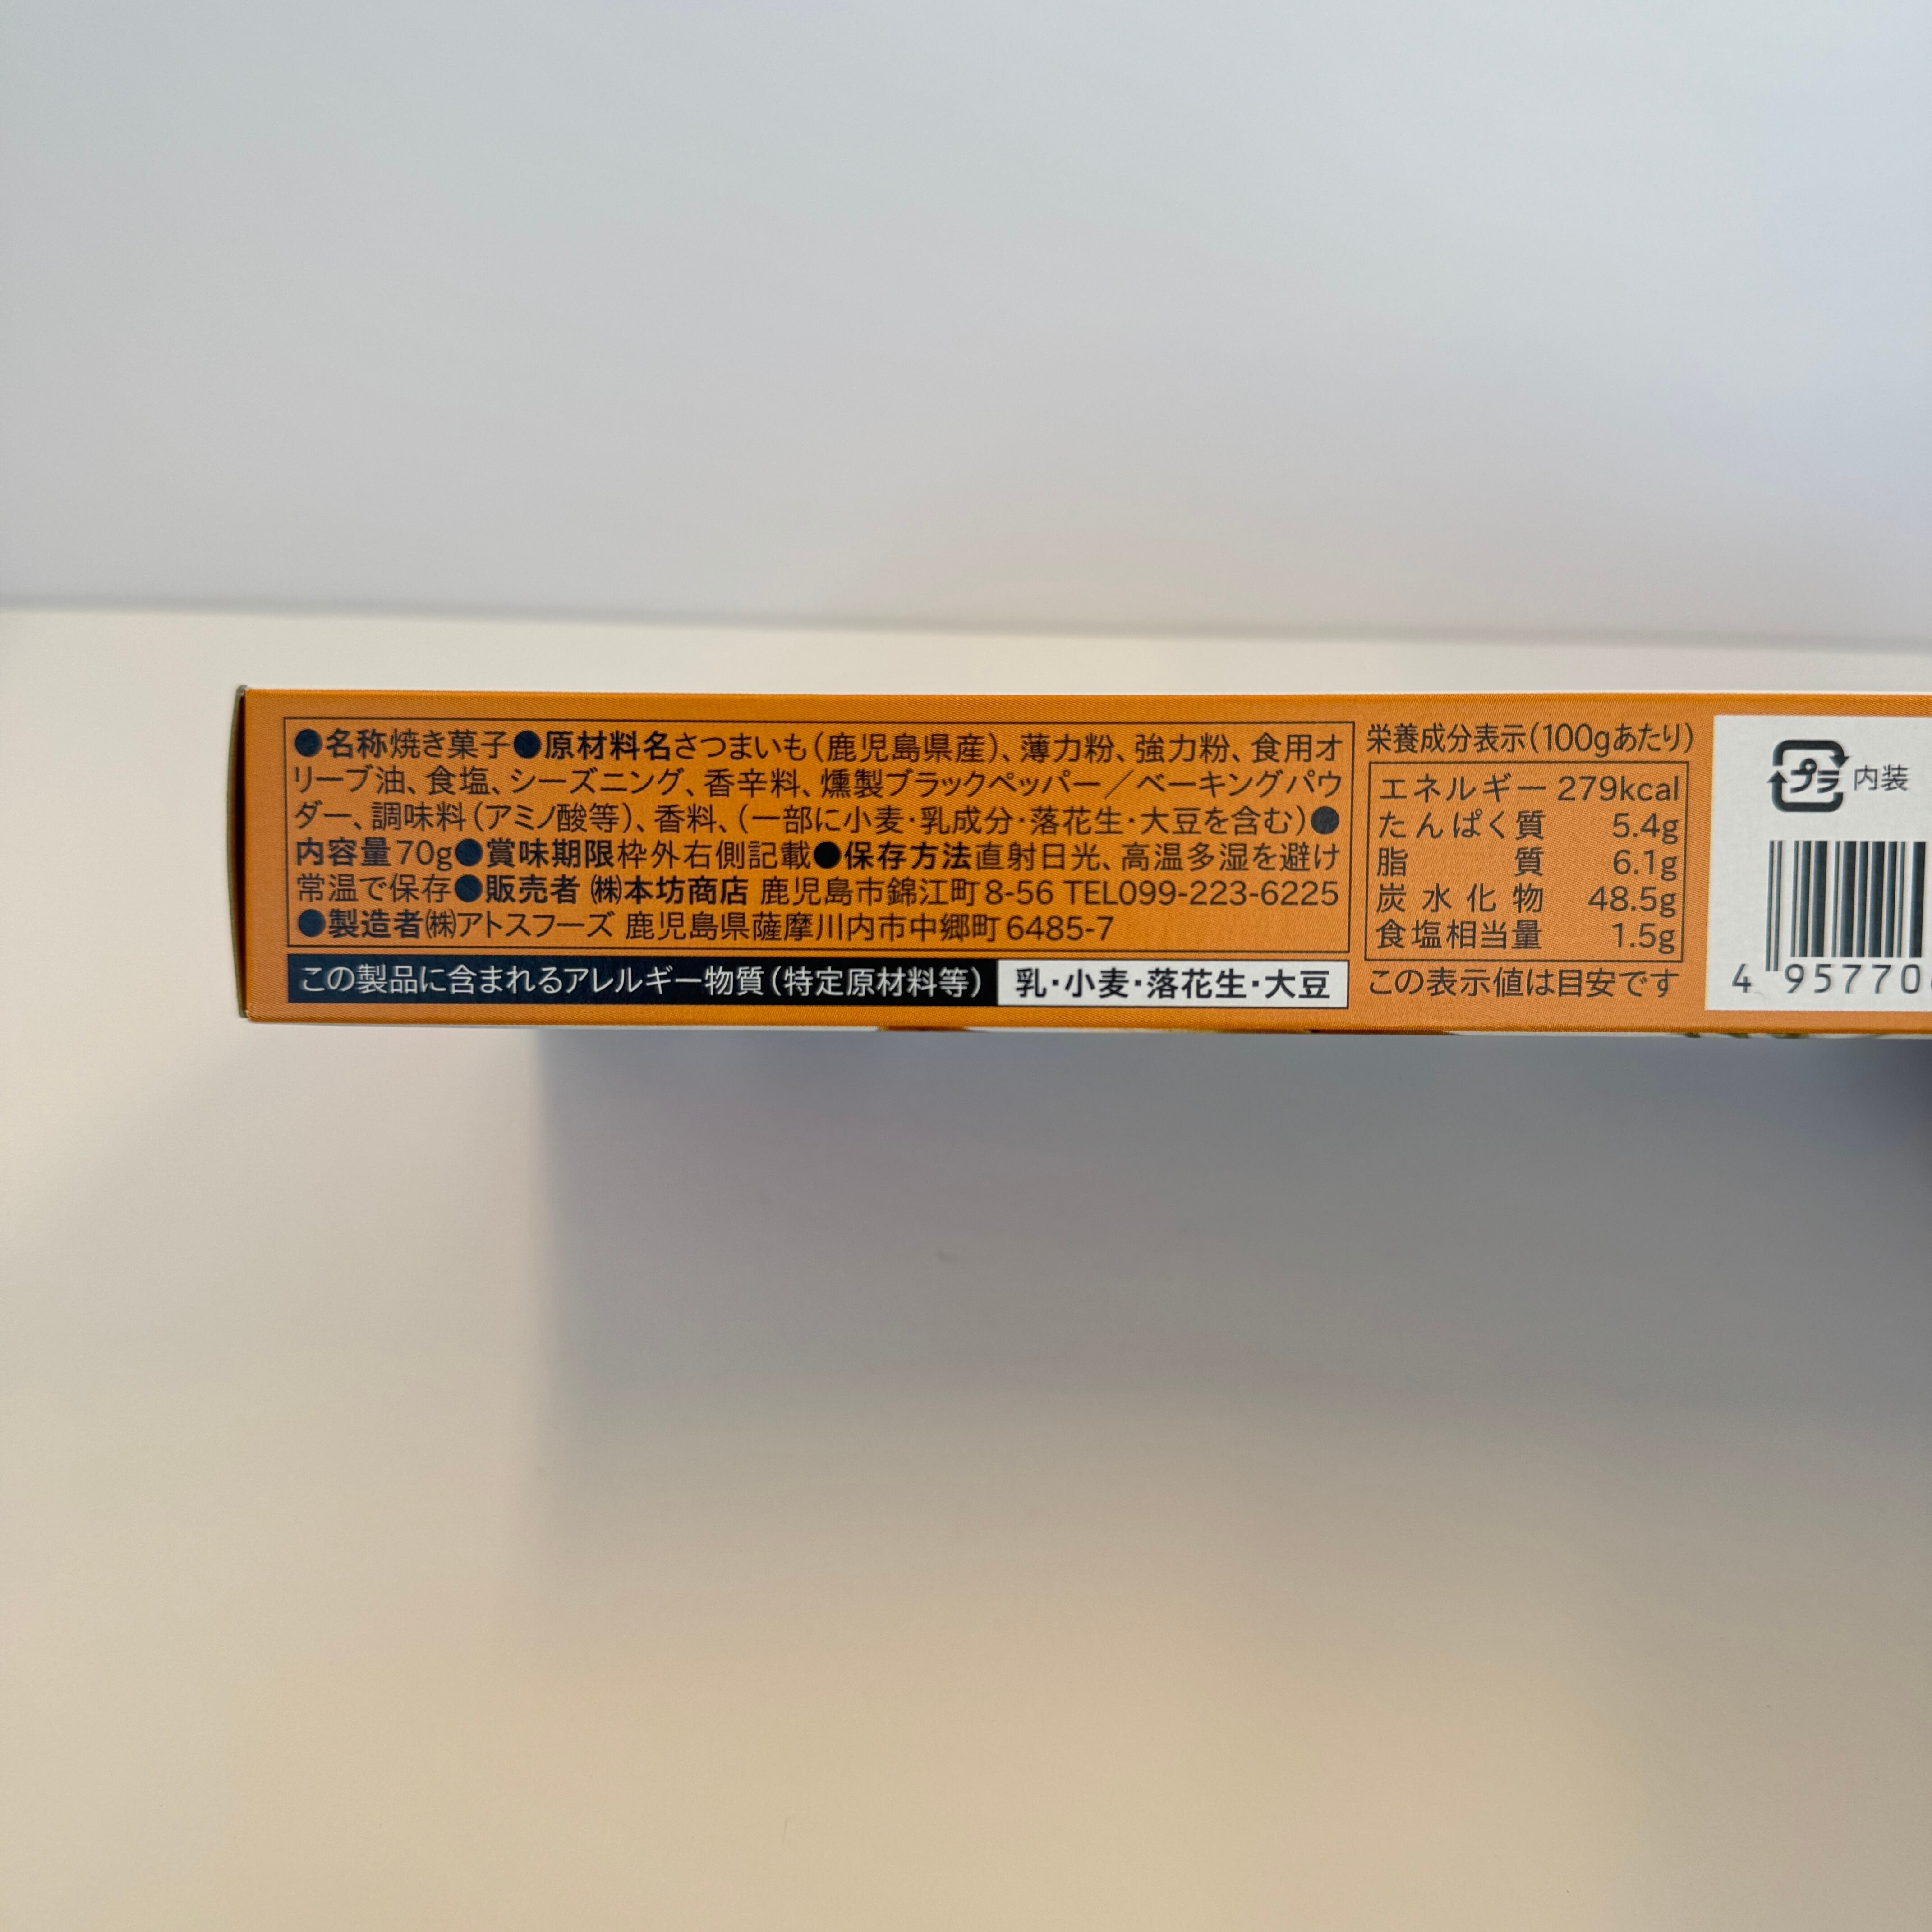 ●名称焼き菓子●原材料名さつまいも(鹿児島県産)、薄力粉、強力粉、食用オ
リーブ油、食塩、シーズニング、香辛料、燻製ブラックペッパー／ベーキングパウ
ダー、調味料(アミノ酸等)、香料、(一部に小麦・乳成分・落花生・大豆を含む)●
内容量70g●賞味期限枠外右側記載●保存方法直射日光、高温多湿を避け
常温で保存●販売者 ㈱本坊商店 鹿児島市錦江町8-56 TEL099-223-6225
●製造者㈱アトスフーズ 鹿児島県薩摩川内市中郷町6485-7
この製品に含まれるアレルギー物質(特定原材料等) 乳・小麦・落花生・大豆
栄養成分表示(100gあたり)
エネルギー 279kcal
たんぱく質 5.4g
脂質 6.1g
炭水化物 48.5g
食塩相当量 1.5g
この表示値は目安です
プラ 内装
4 95770